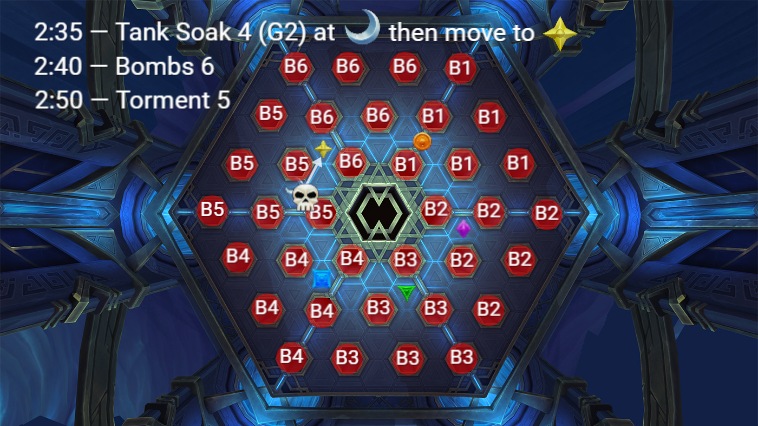 2:35 — Tank Soak 4 (G2) at then move to
2:40 — Bombs 6
2:50 — Torment 5
B6 B6 B6 B1
B5 B6 B6 B1 B1
B5 B5 B6 B1 B1 B1
B5 B5 B5 B2 B2 B2
B4 B4 B4 B3 B2 B2
B4 B4 B3 B3 B2
B4 B3 B3 B3